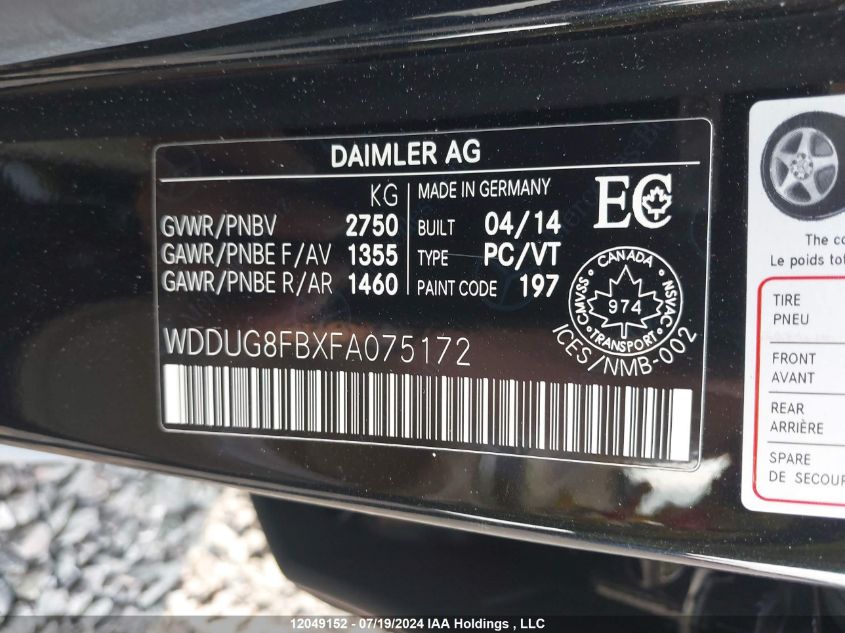 DAIMLER AG
KG
GVWR/PNBV 2750
GAWR/PNBE F/AV 1355
GAWR/PNBE R/AR 1460
MADE IN GERMANY
BUILT 04/14
TYPE PC/VT
PAINT CODE 197
EC
CANADA
CMVSS 974 NSVAC
TRANSPORT
ICES/NMB-002
WDDUG8FBXFA075172
The co
Le poids tot
TIRE
PNEU
FRONT
AVANT
REAR
ARRIÈRE
SPARE
DE SECOUR
12049152 - 07/19/2024 IAA Holdings , LLC